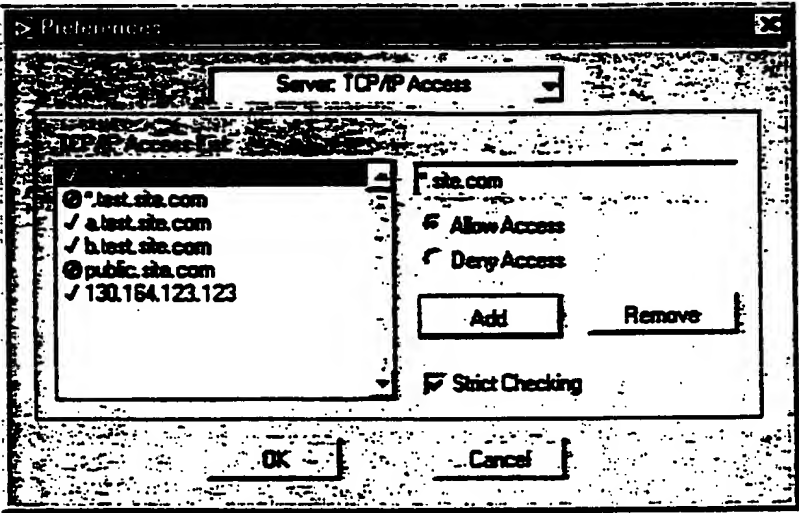 Preferences
Server: TCP/IP Access
TCP/IP Access List:
*.test.site.com
a.test.site.com
b.test.site.com
public.site.com
130.164.123.123
*.site.com
Allow Access
Deny Access
Add
Remove
Strict Checking
OK
Cancel